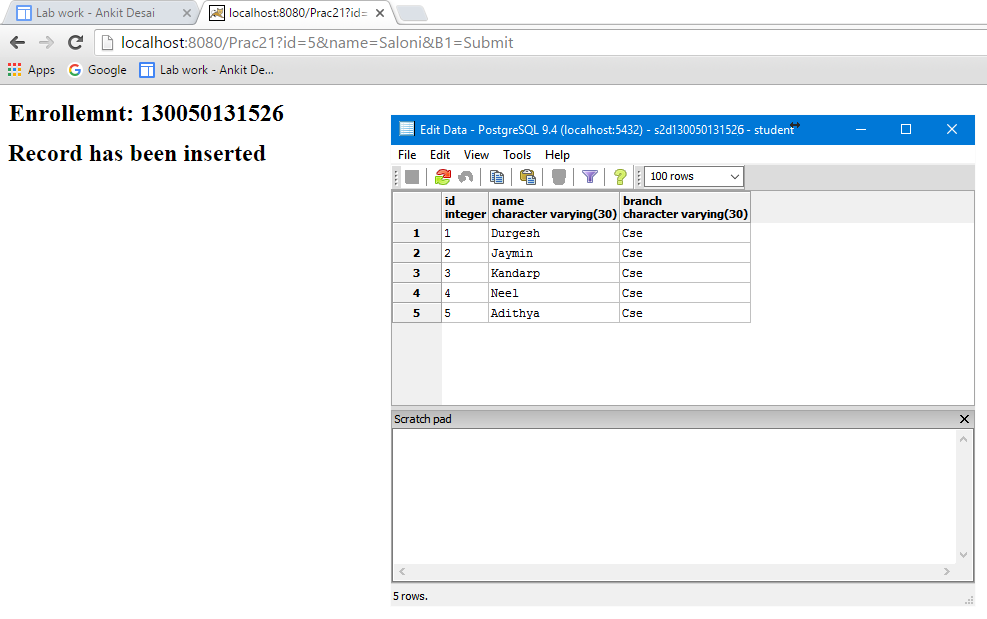 Lab work - Ankit Desai
localhost:8080/Prac21?id=
localhost:8080/Prac21?id=5&name=Saloni&B1=Submit
Apps Google Lab work - Ankit De...
Enrollemnt: 130050131526
Record has been inserted
Edit Data - PostgreSQL 9.4 (localhost:5432) - s2d130050131526 - student
File Edit View Tools Help
100 rows
id name branch
integer character varying(30) character varying(30)
1 1 Durgesh Cse
2 2 Jaymin Cse
3 3 Kandarp Cse
4 4 Neel Cse
5 5 Adithya Cse
Scratch pad
5 rows.